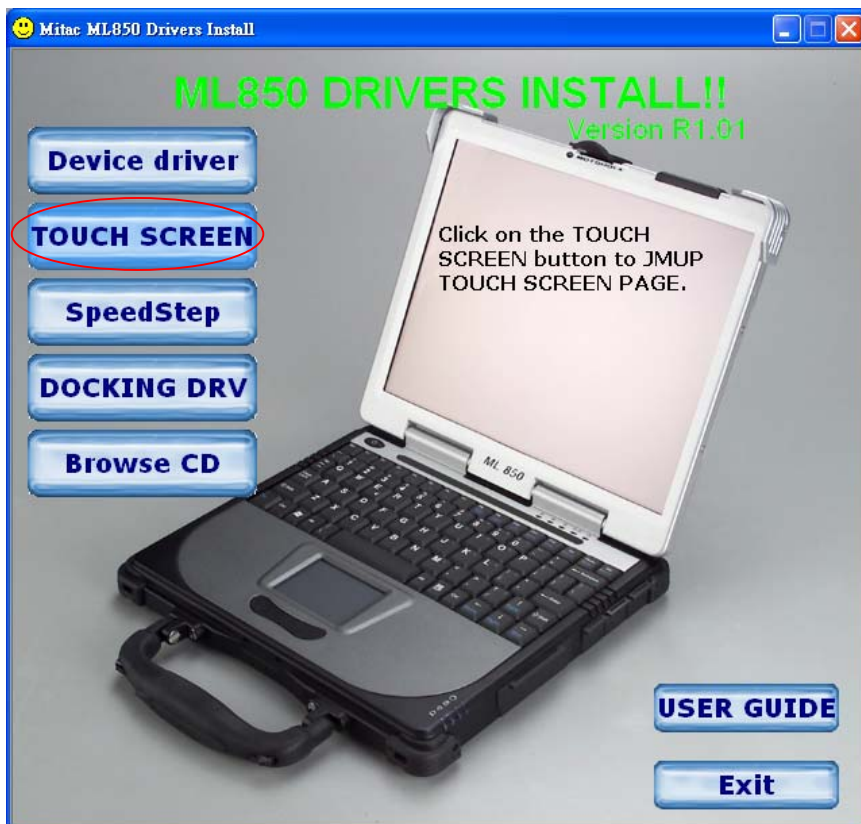 Mitac ML850 Drivers Install
ML850 DRIVERS INSTALL!!
Version R1.01
Device driver
TOUCH SCREEN
SpeedStep
DOCKING DRV
Browse CD
MOTOROLA
Click on the TOUCH
SCREEN button to JMUP
TOUCH SCREEN PAGE.
ML 850
USER GUIDE
Exit